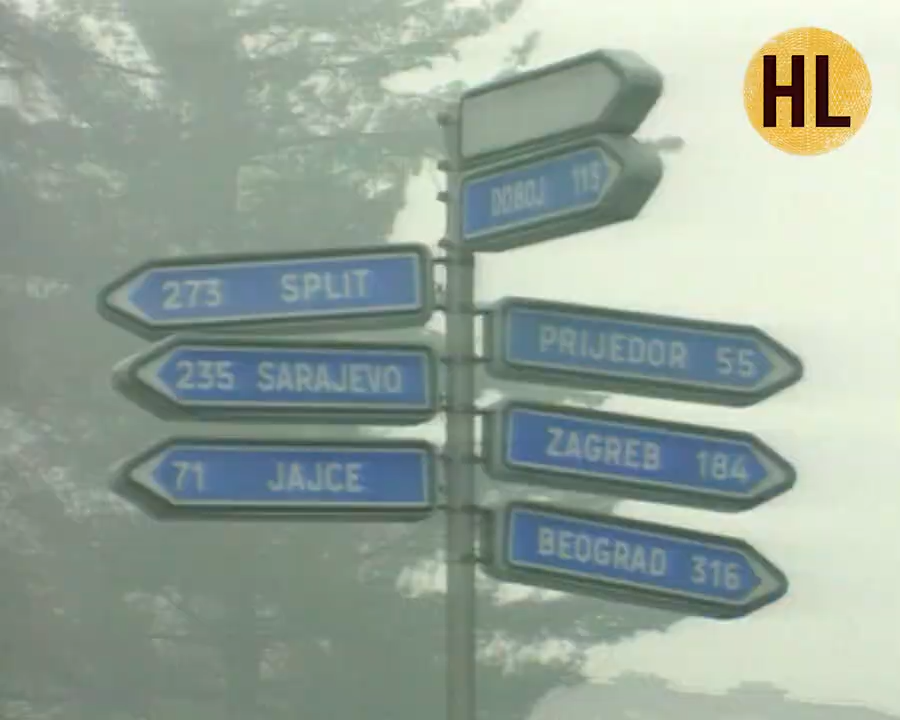 HL
DOBOJ 113
273 SPLIT
PRIJEDOR 55
235 SARAJEVO
ZAGREB 184
71 JAJCE
BEOGRAD 316